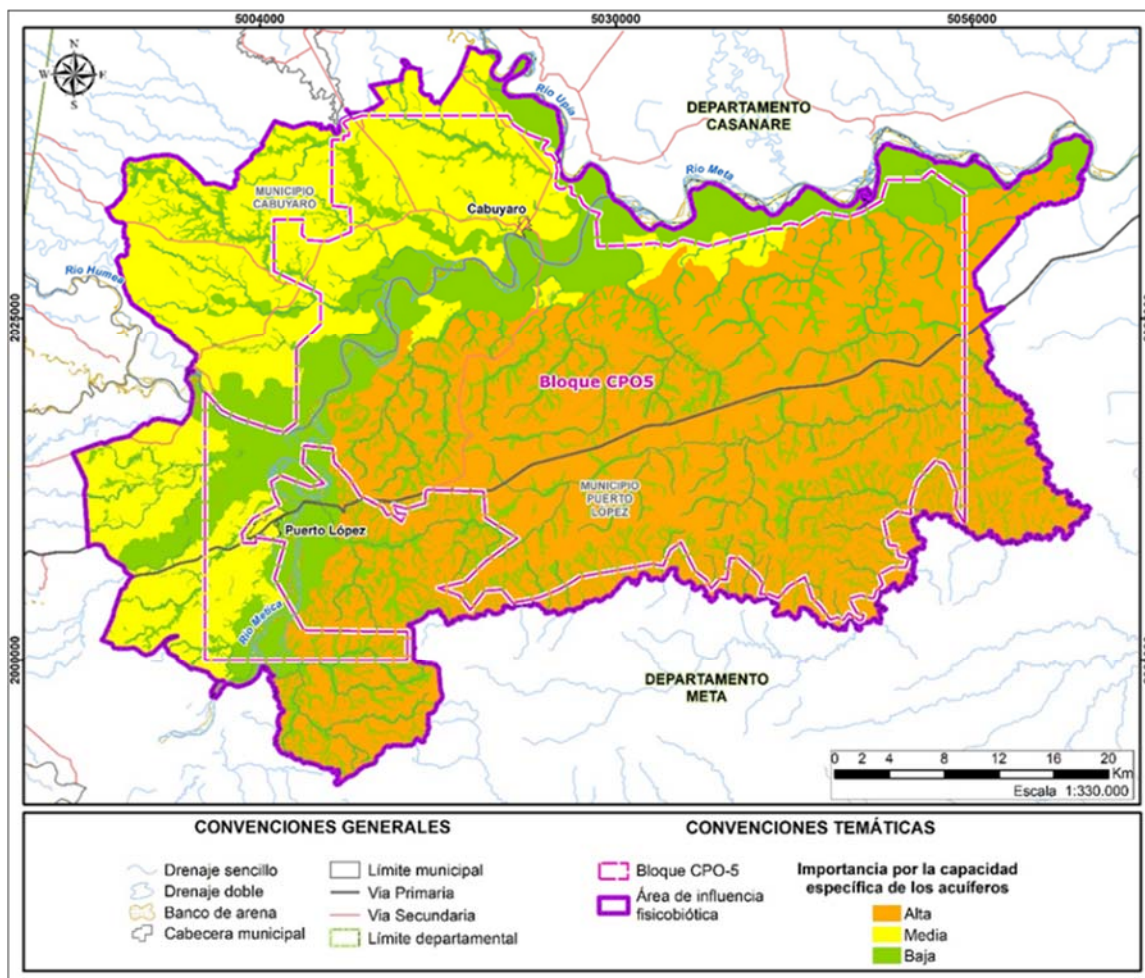 5004000
5030000
5056000
N
W
E
S
Río Upía
DEPARTAMENTO
CASANARE
Río Meta
MUNICIPIO
CABUYARO
Cabuyaro
Río Humea
2025000
Bloque CPO5
MUNICIPIO
PUERTO
LÓPEZ
Puerto López
Río Metica
2000000
DEPARTAMENTO
META
0 2 4 8 12 16 20
Km
Escala 1:330.000
CONVENCIONES GENERALES
Drenaje sencillo
Drenaje doble
Banco de arena
Cabecera municipal
Límite municipal
Via Primaria
Via Secundaria
Límite departamental
CONVENCIONES TEMÁTICAS
Bloque CPO-5
Área de influencia
fisicobiótica
Importancia por la capacidad
específica de los acuíferos
Alta
Media
Baja